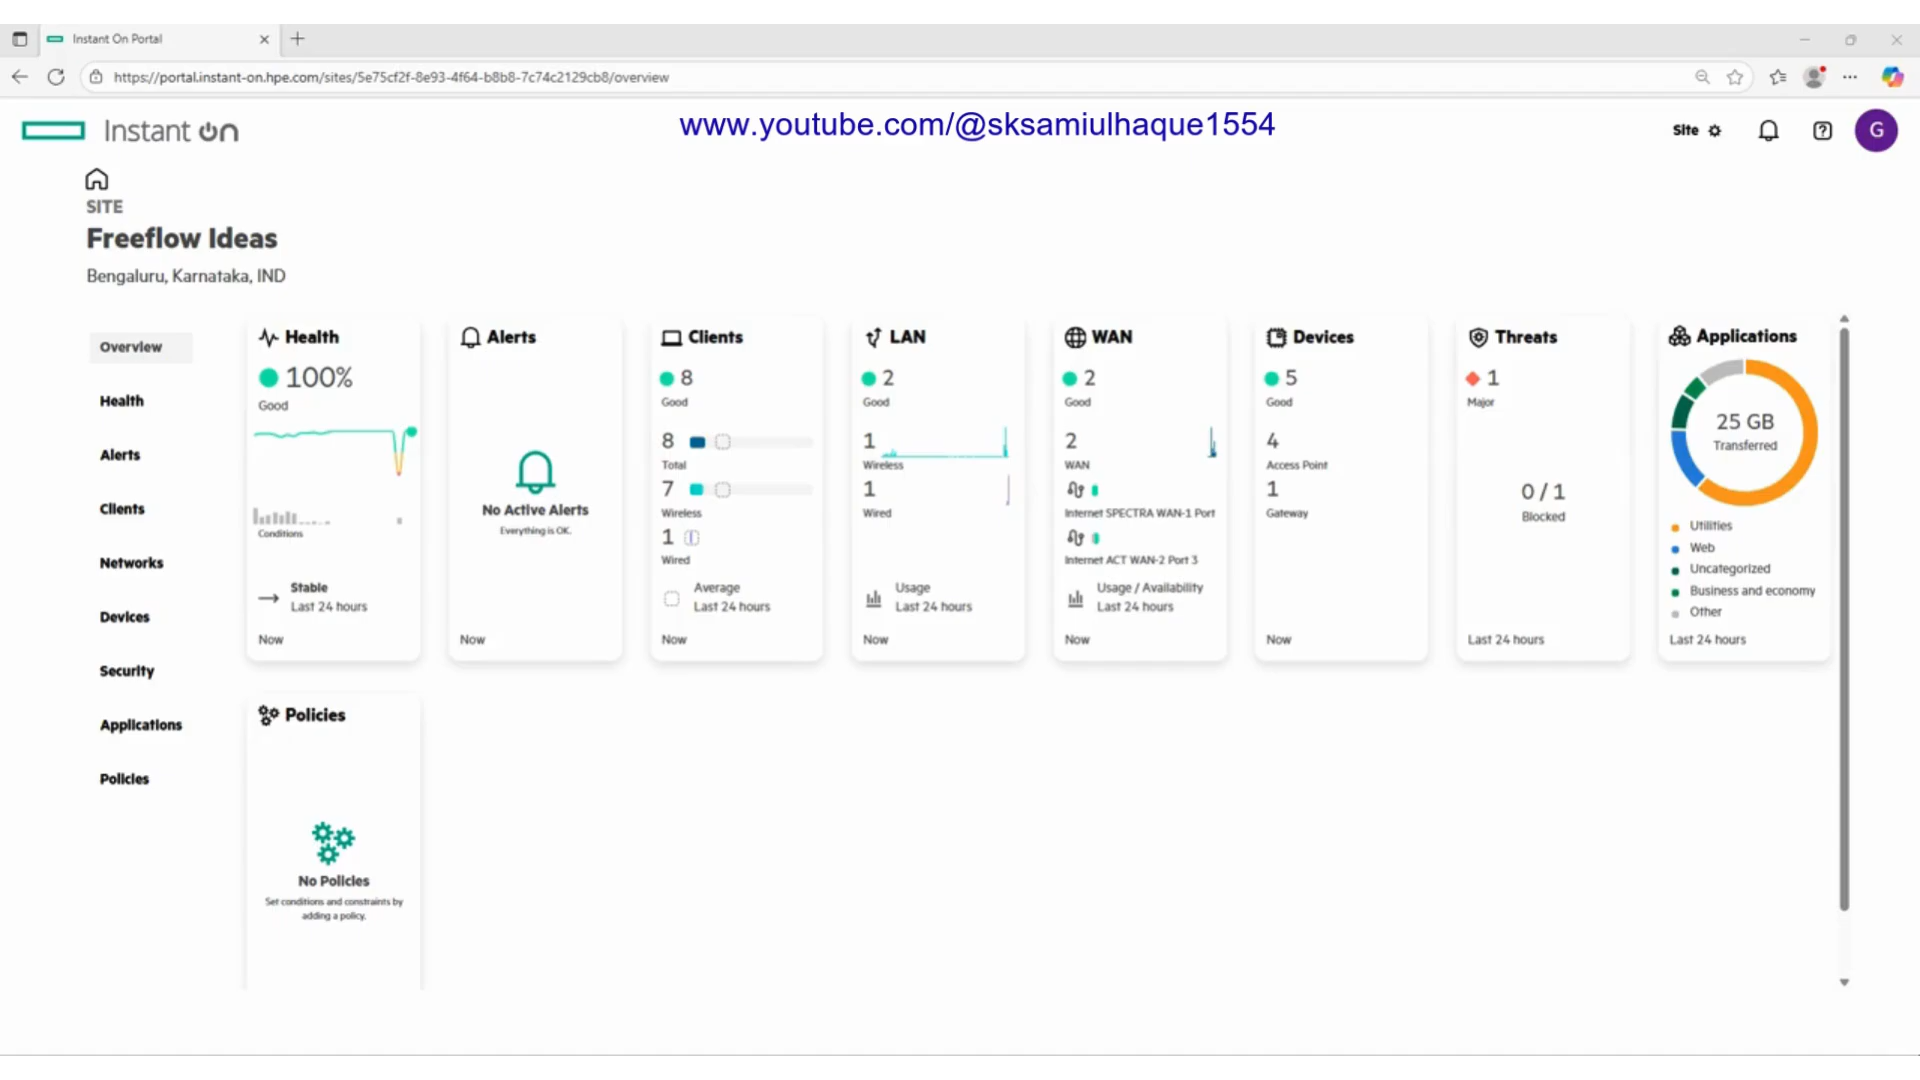 Instant On Portal
https://portal.instant-on.hpe.com/sites/5e75cf2f-8e93-4f64-b8b8-7c74c2129cb8/overview
Instant On
www.youtube.com/@sksamiulhaque1554
Site
G
SITE
Freeflow Ideas
Bengaluru, Karnataka, IND
Overview
Health
Alerts
Clients
Networks
Devices
Security
Applications
Policies
Health
100%
Good
Conditions
Stable
Last 24 hours
Now
Alerts
No Active Alerts
Everything is OK.
Now
Clients
8
Good
8
Total
7
Wireless
1
Wired
Average
Last 24 hours
Now
LAN
2
Good
1
Wireless
1
Wired
Usage
Last 24 hours
Now
WAN
2
Good
2
WAN
Internet SPECTRA WAN-1 Port
Internet ACT WAN-2 Port 3
Usage / Availability
Last 24 hours
Now
Devices
5
Good
4
Access Point
1
Gateway
Now
Threats
1
Major
0 / 1
Blocked
Last 24 hours
Applications
25 GB
Transferred
Utilities
Web
Uncategorized
Business and economy
Other
Last 24 hours
Policies
No Policies
Set conditions and constraints by
adding a policy.